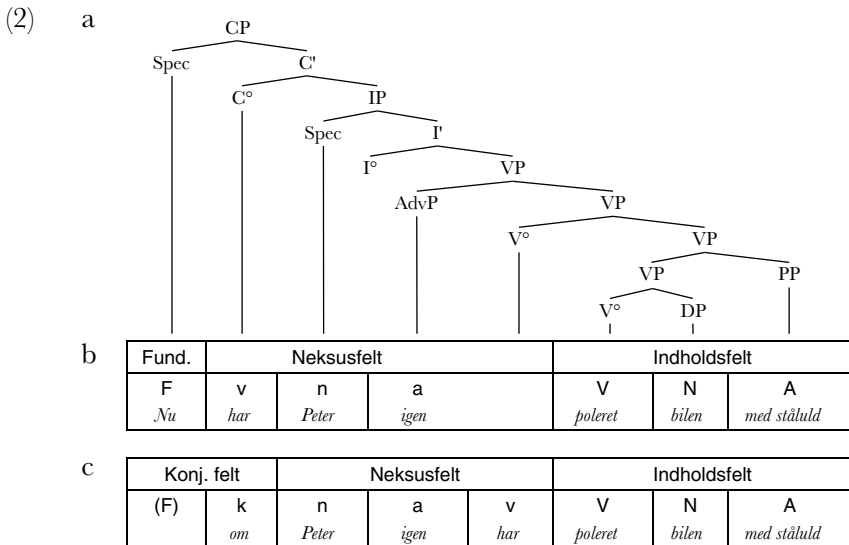 (2) a
CP
Spec C'
C° IP
Spec I'
I° VP
AdvP VP
V° VP
VP PP
V° DP
b Fund. Neksusfelt Indholdsfelt
F v n a V N A
Nu har Peter igen poleret bilen med ståluld
c Konj. felt Neksusfelt Indholdsfelt
(F) k n a v V N A
om Peter igen har poleret bilen med ståluld